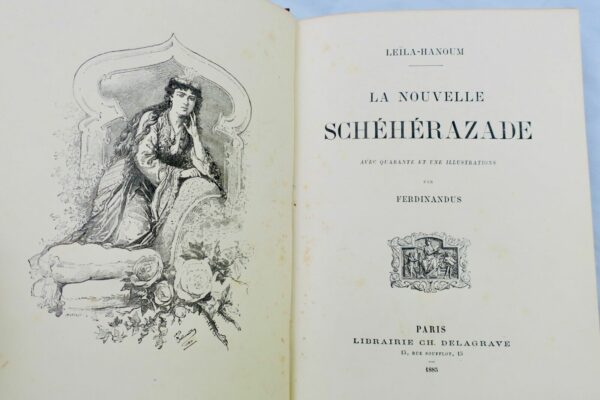 LEÏLA-HANOUM
LA NOUVELLE
SCHÉHÉRAZADE
AVEC QUARANTE ET UNE ILLUSTRATIONS
PAR
FERDINANDUS
PARIS
LIBRAIRIE CH. DELAGRAVE
15, RUE SOUFFLOT, 15
1885